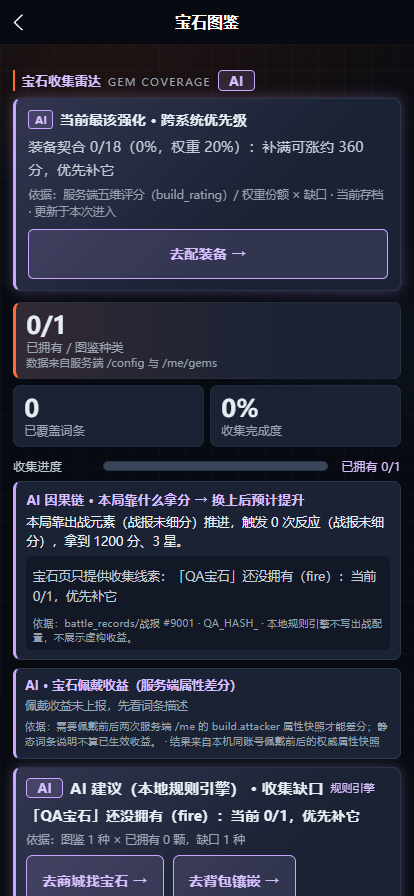 宝石图鉴
宝石收集雷达 GEM COVERAGE AI
AI 当前最该强化 · 跨系统优先级
装备契合 0/18（0%，权重 20%）：补满可涨约 360
分，优先补它
依据：服务端五维评分（build_rating）/ 权重份额 × 缺口 · 当前存档
· 更新于本次进入
去配装备 →
0/1
已拥有 / 图鉴种类
数据来自服务端 /config 与 /me/gems
0
已覆盖词条
0%
收集完成度
收集进度 已拥有 0/1
AI 因果链 · 本局靠什么拿分 → 换上后预计提升
本局靠出战元素（战报未细分）推进，触发 0 次反应（战报未细
分），拿到 1200 分、3 星。
宝石页只提供收集线索：「QA宝石」还没拥有（fire）：当前
0/1，优先补它
依据：battle_records/战报 #9001 · QA_HASH_ · 本地规则引擎不写出战配
置，不展示虚构收益。
AI · 宝石佩戴收益（服务端属性差分）
佩戴收益未上报，先看词条描述
依据：需要佩戴前后两次服务端 /me 的 build.attacker 属性快照才能差分；静
态词条说明不算已生效收益。 · 结果来自本机同账号佩戴前后的权威属性快照
AI AI 建议（本地规则引擎） · 收集缺口 规则引擎
「QA宝石」还没拥有（fire）：当前 0/1，优先补它
依据：图鉴 1 种 × 已拥有 0 颗，缺口 1 种
去商城找宝石 →
去背包镶嵌 →